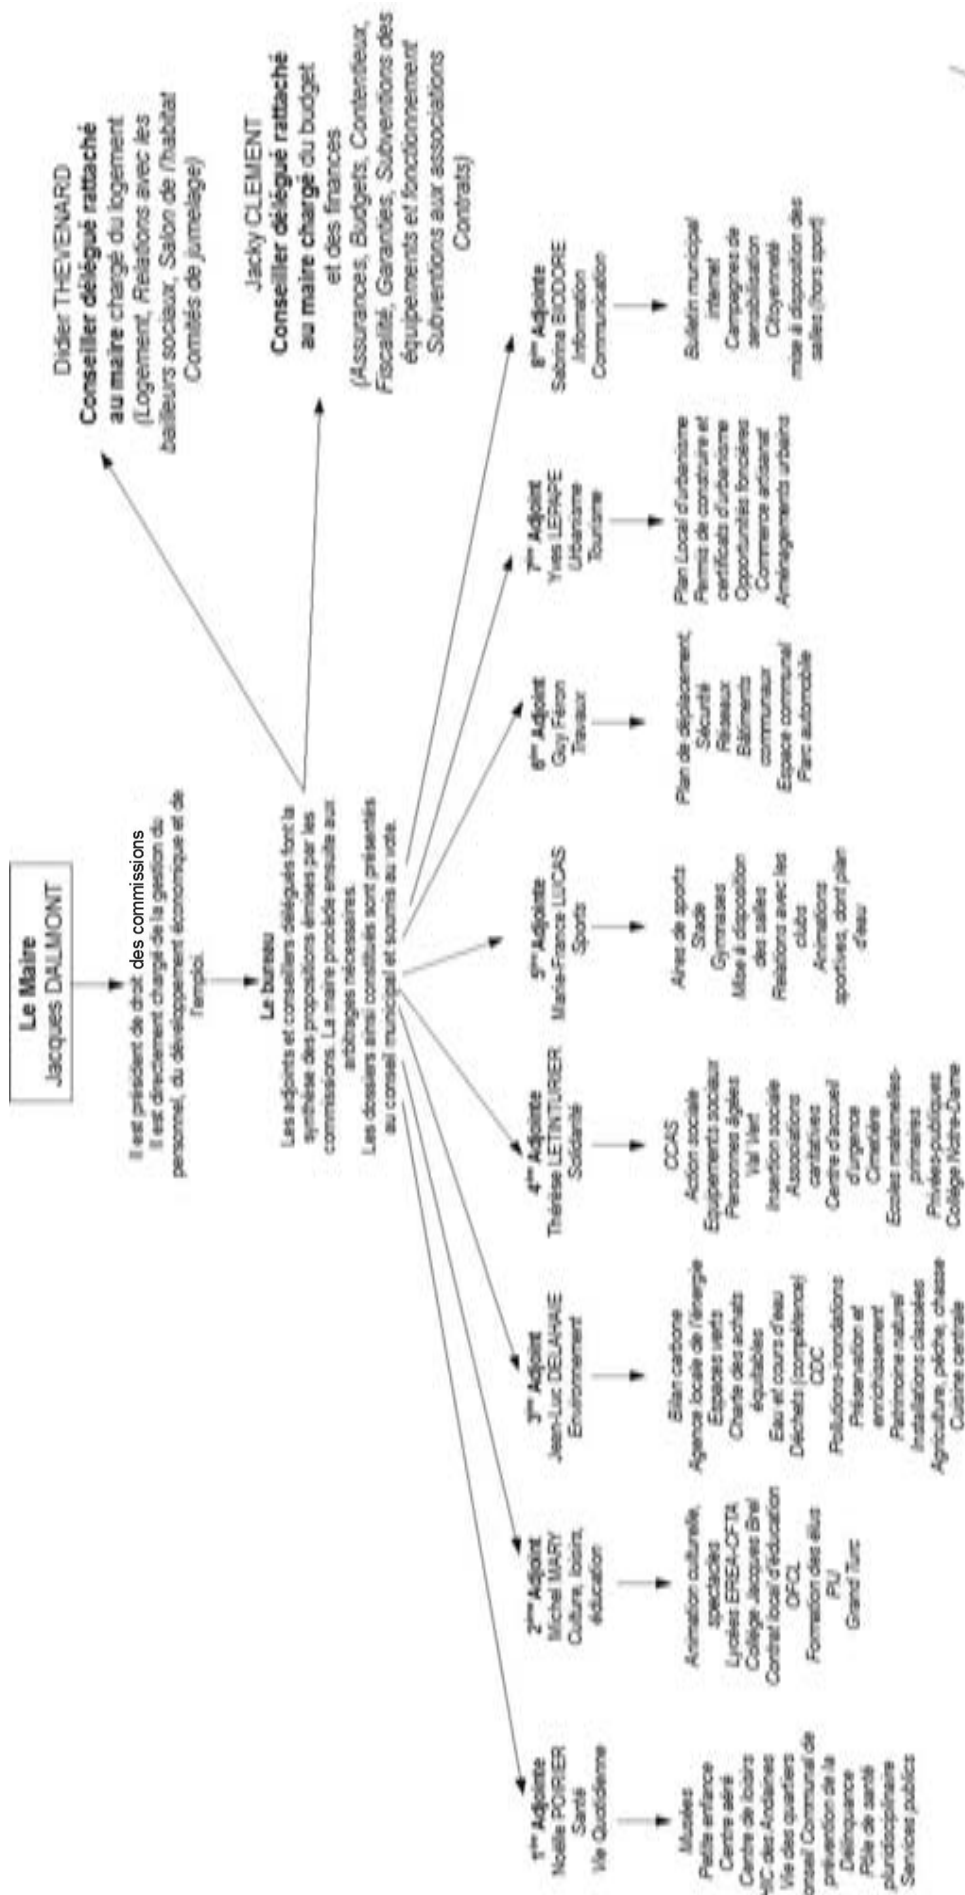 Le Maire
Jacques DALMONT
Il est président de droit des commissions
Il est directement chargé de la gestion du
personnel, du développement économique et de
l'emploi.
Le bureau
Les adjoints et conseillers délégués font la
synthèse des propositions émises par les
commissions. La maire procède ensuite aux
arbitrages nécessaires.
Les dossiers ainsi constitués sont présentés
au conseil municipal et soumis au vote.
Didier THEVENARD
Conseiller délégué rattaché
au maire chargé du logement
(Logement, Relations avec les
bailleurs sociaux, Salon de l'habitat
Comités de jumelage)
Jacky CLEMENT
Conseiller délégué rattaché
au maire chargé du budget
et des finances
(Assurances, Budgets, Contentieux,
Fiscalité, Garanties, Subventions des
équipements et fonctionnement
Subventions aux associations
Contrats)
1ère Adjointe
Noëlle POIRIER
Santé
Vie Quotidienne
Musées
Petite enfance
Centre aéré
Centre de loisirs
HIC des Andaines
Vie des quartiers
onseil Communal de
prévention de la
Délinquance
Pôle de santé
pluridisciplinaire
Services publics
2ème Adjoint
Michel MARY
Culture, loisirs,
éducation
Animation culturelle,
spectacles
Lycées EREA-CFTA
Collège Jacques Brel
Contrat local d'éducation
OFCL
Formation des élus
PIJ
Grand Turc
3ème Adjoint
Jean-Luc DELAHAIE
Environnement
Bilan carbone
Agence locale de l'énergie
Espaces verts
Charte des achats
équitables
Eau et cours d'eau
Déchets (compétence)
CDC
Pollutions-inondations
Préservation et
enrichissement
Patrimoine naturel
Installations classées
Agriculture, pêche, chasse
Cuisine centrale
4ème Adjointe
Thérèse LETINTURIER
Solidarité
CCAS
Action sociale
Equipements sociaux
Personnes âgées
Val Vert
Insertion sociale
Associations
caritatives
Centre d'accueil
d'urgence
Cimetière
Ecoles maternelles-
primaires
Privées-publiques
Collège Notre-Dame
5ème Adjointe
Marie-France LUCAS
Sports
Aires de sports
Stade
Gymnases
Mise à disposition
des salles
Relations avec les
clubs
Animations
sportives, dont plan
d'eau
6ème Adjoint
Guy Féron
Travaux
Plan de déplacement,
Sécurité
Réseaux
Bâtiments
communaux
Espace communal
Parc automobile
7ème Adjoint
Yves LEPAPE
Urbanisme
Tourisme
Plan Local d'urbanisme
Permis de construire et
certificats d'urbanisme
Opportunités foncières
Commerce artisanat
Aménagements urbains
8ème Adjointe
Sabrina
Information
Communication
Bulletin municipal
internet
Campagnes de
sensibilisation
Citoyenneté
mise à disposition des
salles (hors sport)